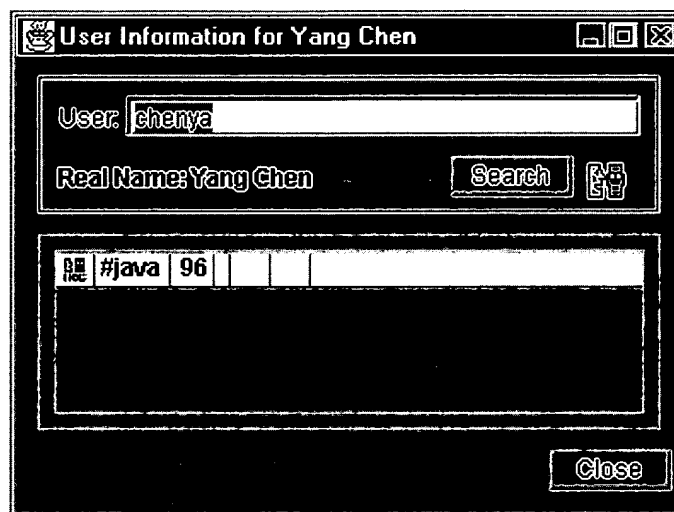 User Information for Yang Chen
User: chenya
Real Name: Yang Chen
Search
#java 96
Close